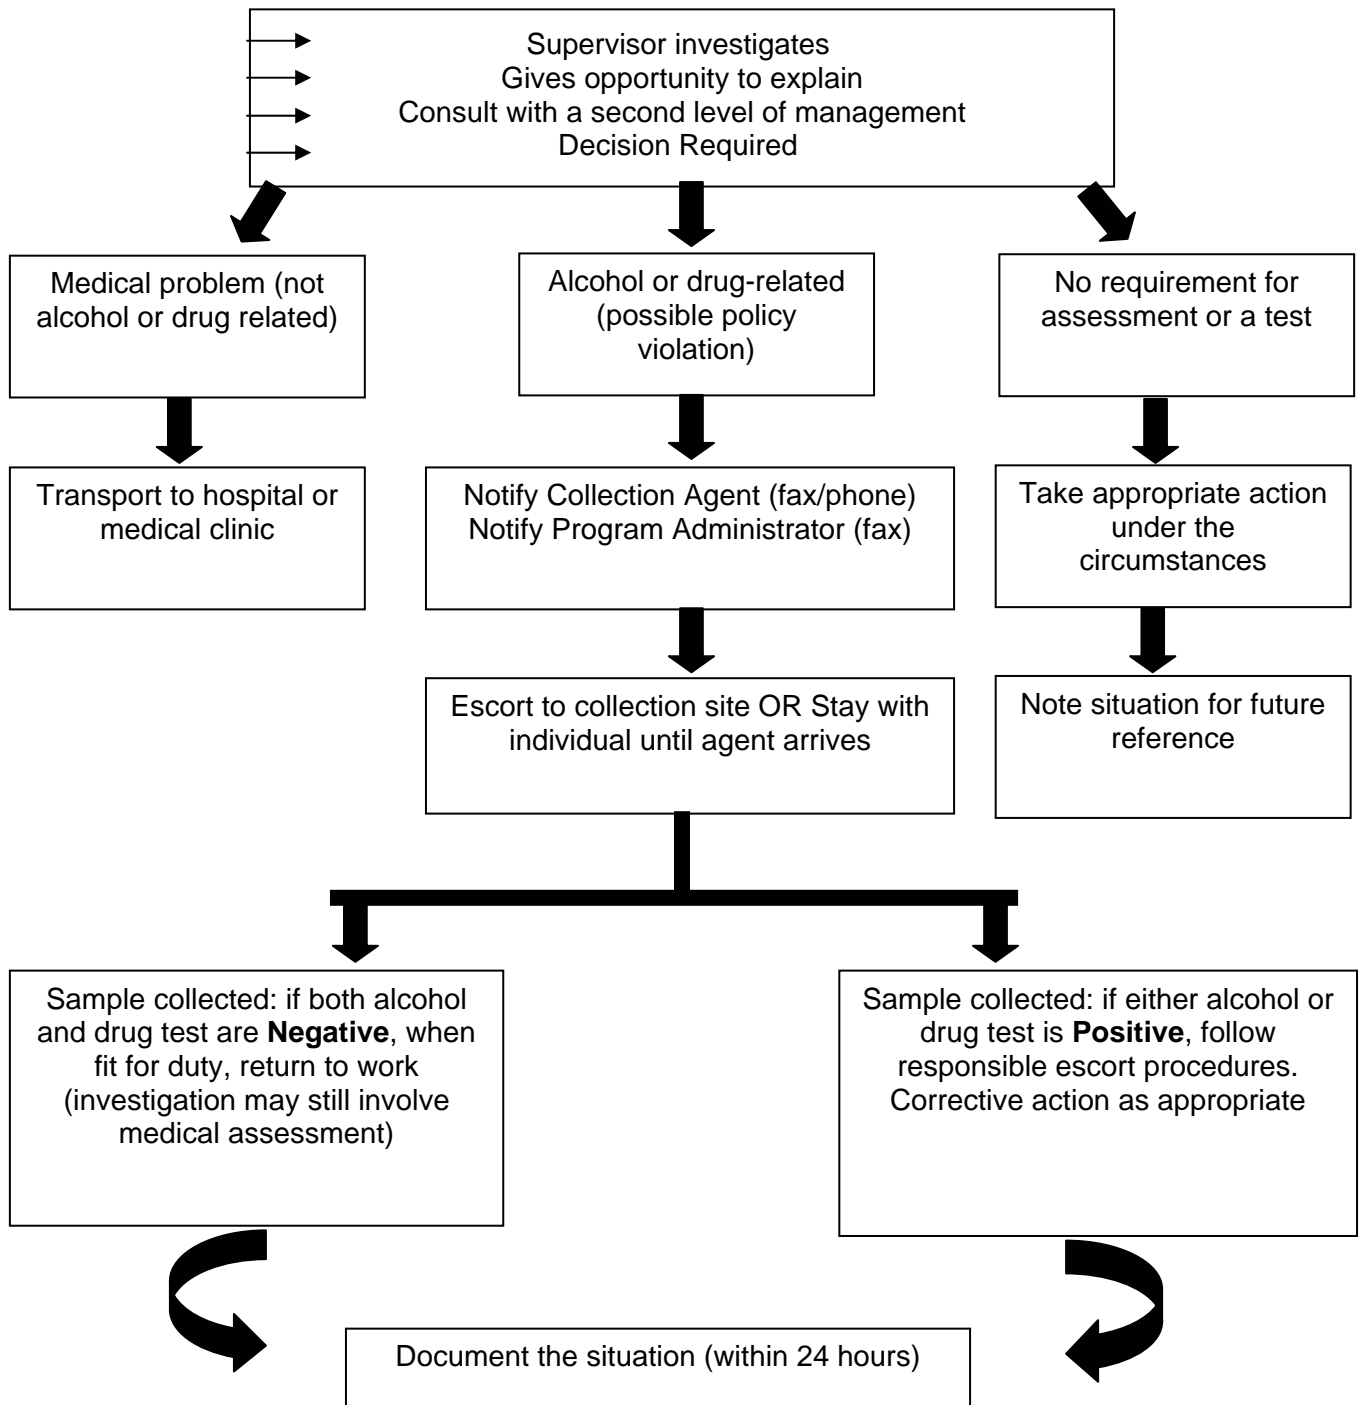 Supervisor investigates
Gives opportunity to explain
Consult with a second level of management
Decision Required
Medical problem (not
alcohol or drug related)
Alcohol or drug-related
(possible policy
violation)
No requirement for
assessment or a test
Transport to hospital or
medical clinic
Notify Collection Agent (fax/phone)
Notify Program Administrator (fax)
Take appropriate action
under the
circumstances
Escort to collection site OR Stay with
individual until agent arrives
Note situation for future
reference
Sample collected: if both alcohol
and drug test are Negative, when
fit for duty, return to work
(investigation may still involve
medical assessment)
Sample collected: if either alcohol or
drug test is Positive, follow
responsible escort procedures.
Corrective action as appropriate
Document the situation (within 24 hours)